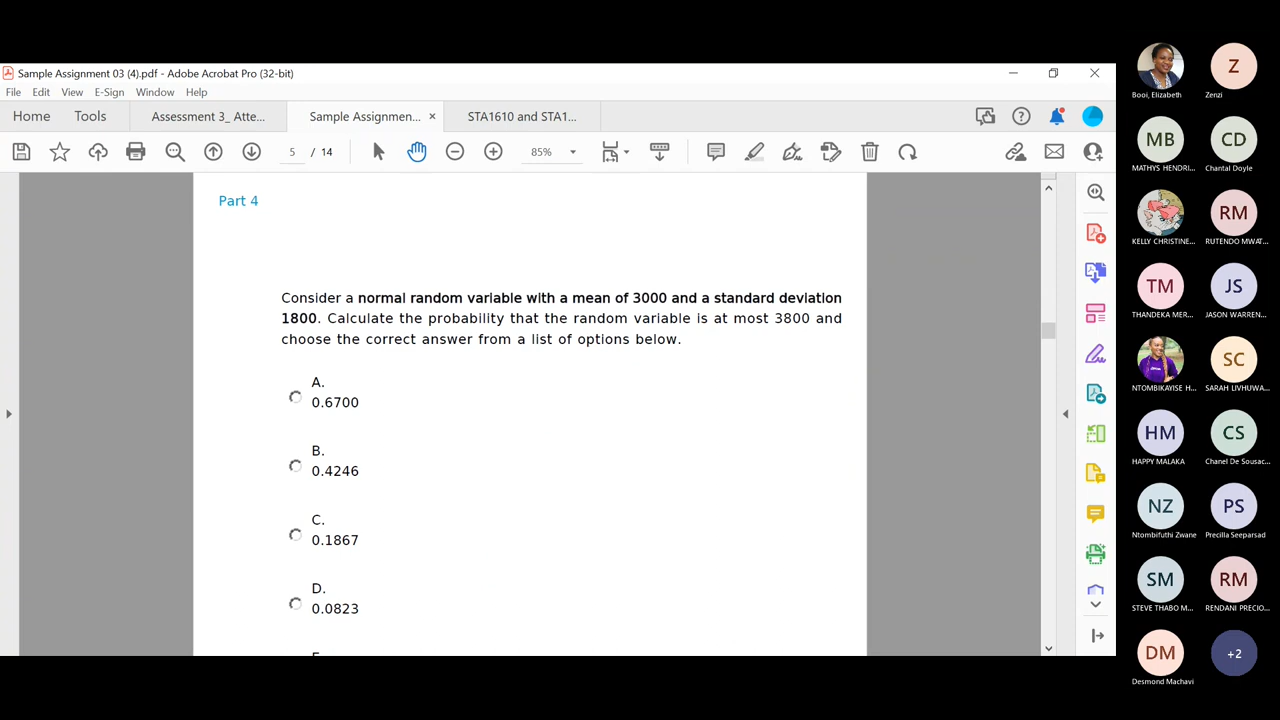 Sample Assignment 03 (4).pdf - Adobe Acrobat Pro (32-bit)
File Edit View E-Sign Window Help
Home Tools Assessment 3_ Atte... Sample Assignmen... × STA1610 and STA1...
5 / 14 85%
Part 4
Consider a normal random variable with a mean of 3000 and a standard deviation
1800. Calculate the probability that the random variable is at most 3800 and
choose the correct answer from a list of options below.
A.
0.6700
B.
0.4246
C.
0.1867
D.
0.0823
Booi, Elizabeth
Z
Zenzi
MB
MATHYS HENDRI...
CD
Chantal Doyle
KELLY CHRISTINE...
RM
RUTENDO MWAT...
TM
THANDEKA MER...
JS
JASON WARREN...
NTOMBIKAYISE H...
SC
SARAH LIVHUWA...
HM
HAPPY MALAKA
CS
Chanel De Sousac...
NZ
Ntombifuthi Zwane
PS
Precilla Seeparsad
SM
STEVE THABO M...
RM
RENDANI PRECIO...
DM
Desmond Machavi
+2